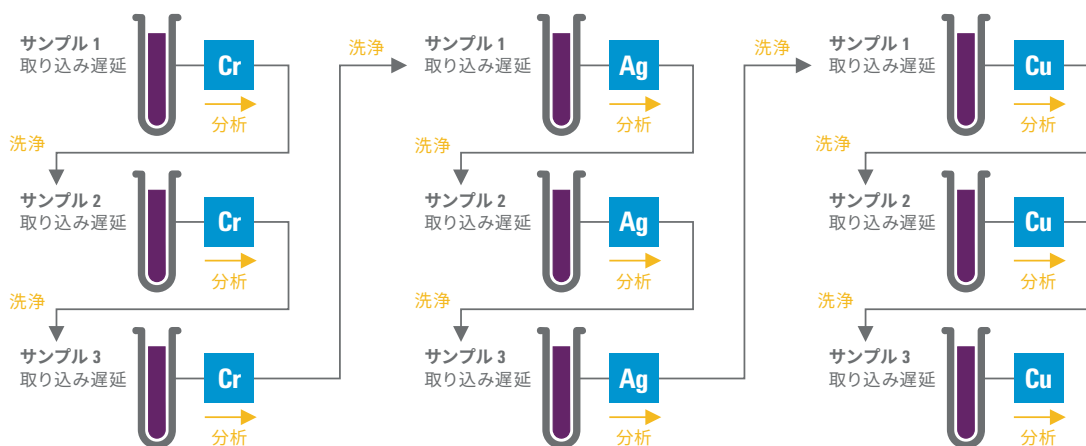 サンプル 1
取り込み遅延
Cr
分析
洗浄
サンプル 2
取り込み遅延
Cr
分析
洗浄
サンプル 3
取り込み遅延
Cr
分析
洗浄
サンプル 1
取り込み遅延
Ag
分析
洗浄
サンプル 2
取り込み遅延
Ag
分析
洗浄
サンプル 3
取り込み遅延
Ag
分析
洗浄
サンプル 1
取り込み遅延
Cu
分析
洗浄
サンプル 2
取り込み遅延
Cu
分析
洗浄
サンプル 3
取り込み遅延
Cu
分析